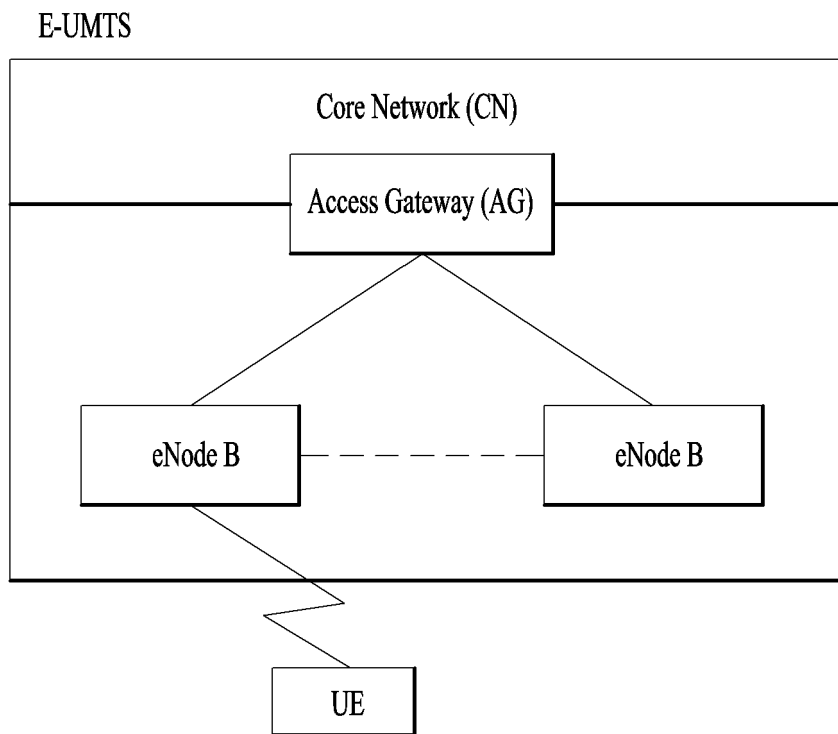 E-UMTS
Core Network (CN)
Access Gateway (AG)
eNode B
eNode B
UE